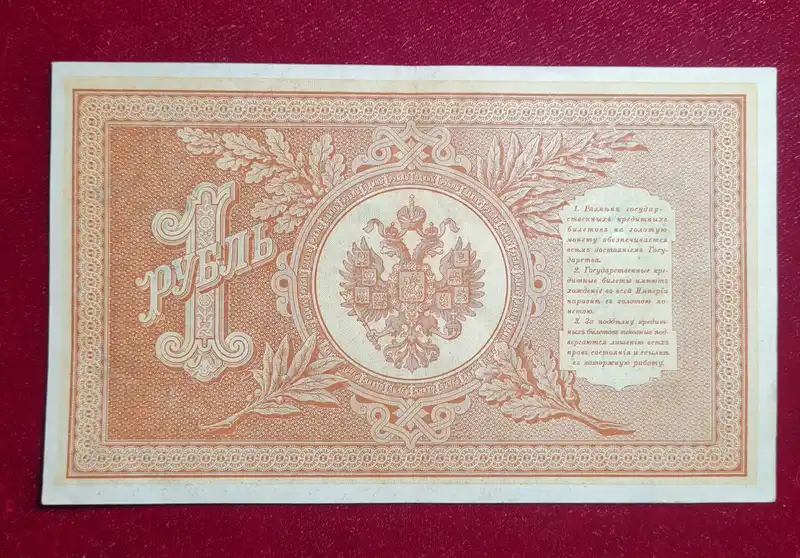 1
РУБЛЬ
1. Размѣнъ государ-
ственныхъ кредитныхъ
билетовъ на золотую
монету обезпечивается
всѣмъ достояніемъ Госу-
дарства.
2. Государственные кре-
дитные билеты имѣютъ
хожденіе во всей Имперіи
наравнѣ съ золотою мо-
нетою.
3. За поддѣлку кредит-
ныхъ билетовъ виновные под-
вергаются лишенію всѣхъ
правъ состоянія и ссылкѣ
въ каторжную работу.